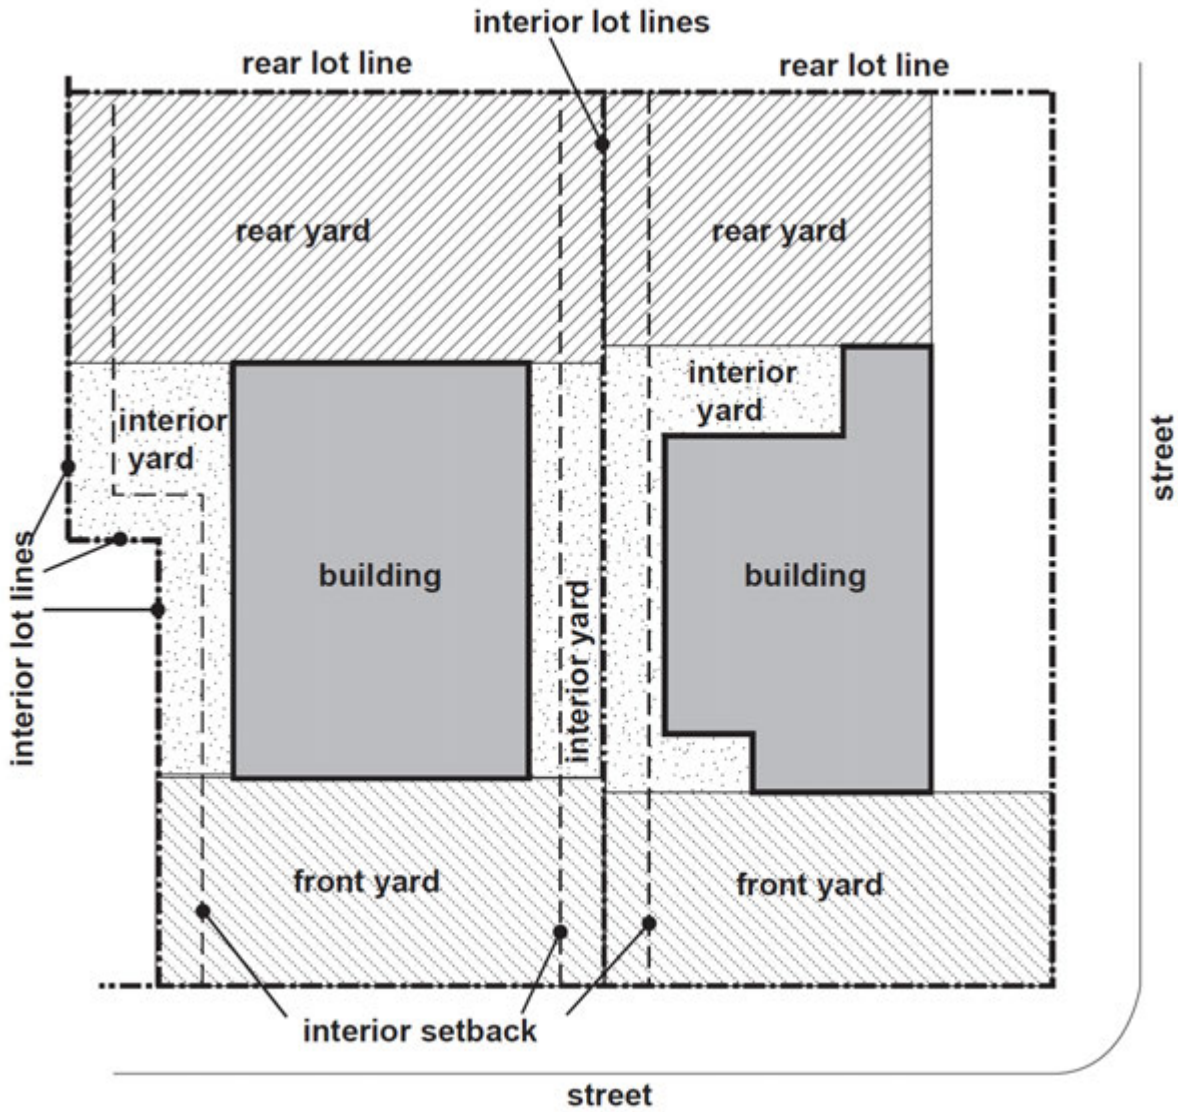 interior lot lines
rear lot line
rear lot line
rear yard
rear yard
interior
yard
interior
yard
street
interior lot lines
building
building
interior yard
front yard
front yard
interior setback
street